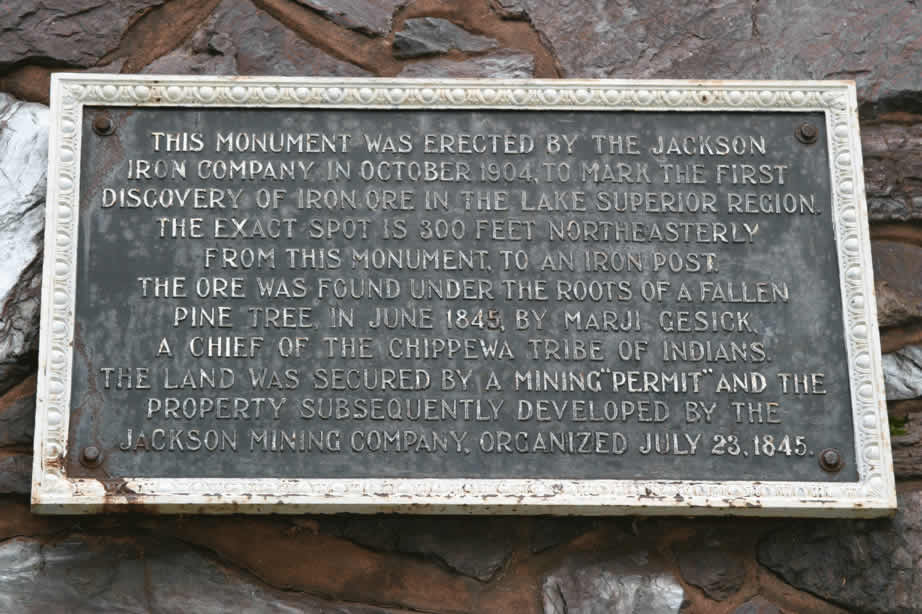 THIS MONUMENT WAS ERECTED BY THE JACKSON
IRON COMPANY IN OCTOBER 1904, TO MARK THE FIRST
DISCOVERY OF IRON ORE IN THE LAKE SUPERIOR REGION.
THE EXACT SPOT IS 300 FEET NORTHEASTERLY
FROM THIS MONUMENT, TO AN IRON POST.
THE ORE WAS FOUND UNDER THE ROOTS OF A FALLEN
PINE TREE, IN JUNE 1845, BY MARJI GESICK,
A CHIEF OF THE CHIPPEWA TRIBE OF INDIANS.
THE LAND WAS SECURED BY A MINING "PERMIT" AND THE
PROPERTY SUBSEQUENTLY DEVELOPED BY THE
JACKSON MINING COMPANY, ORGANIZED JULY 23, 1845.